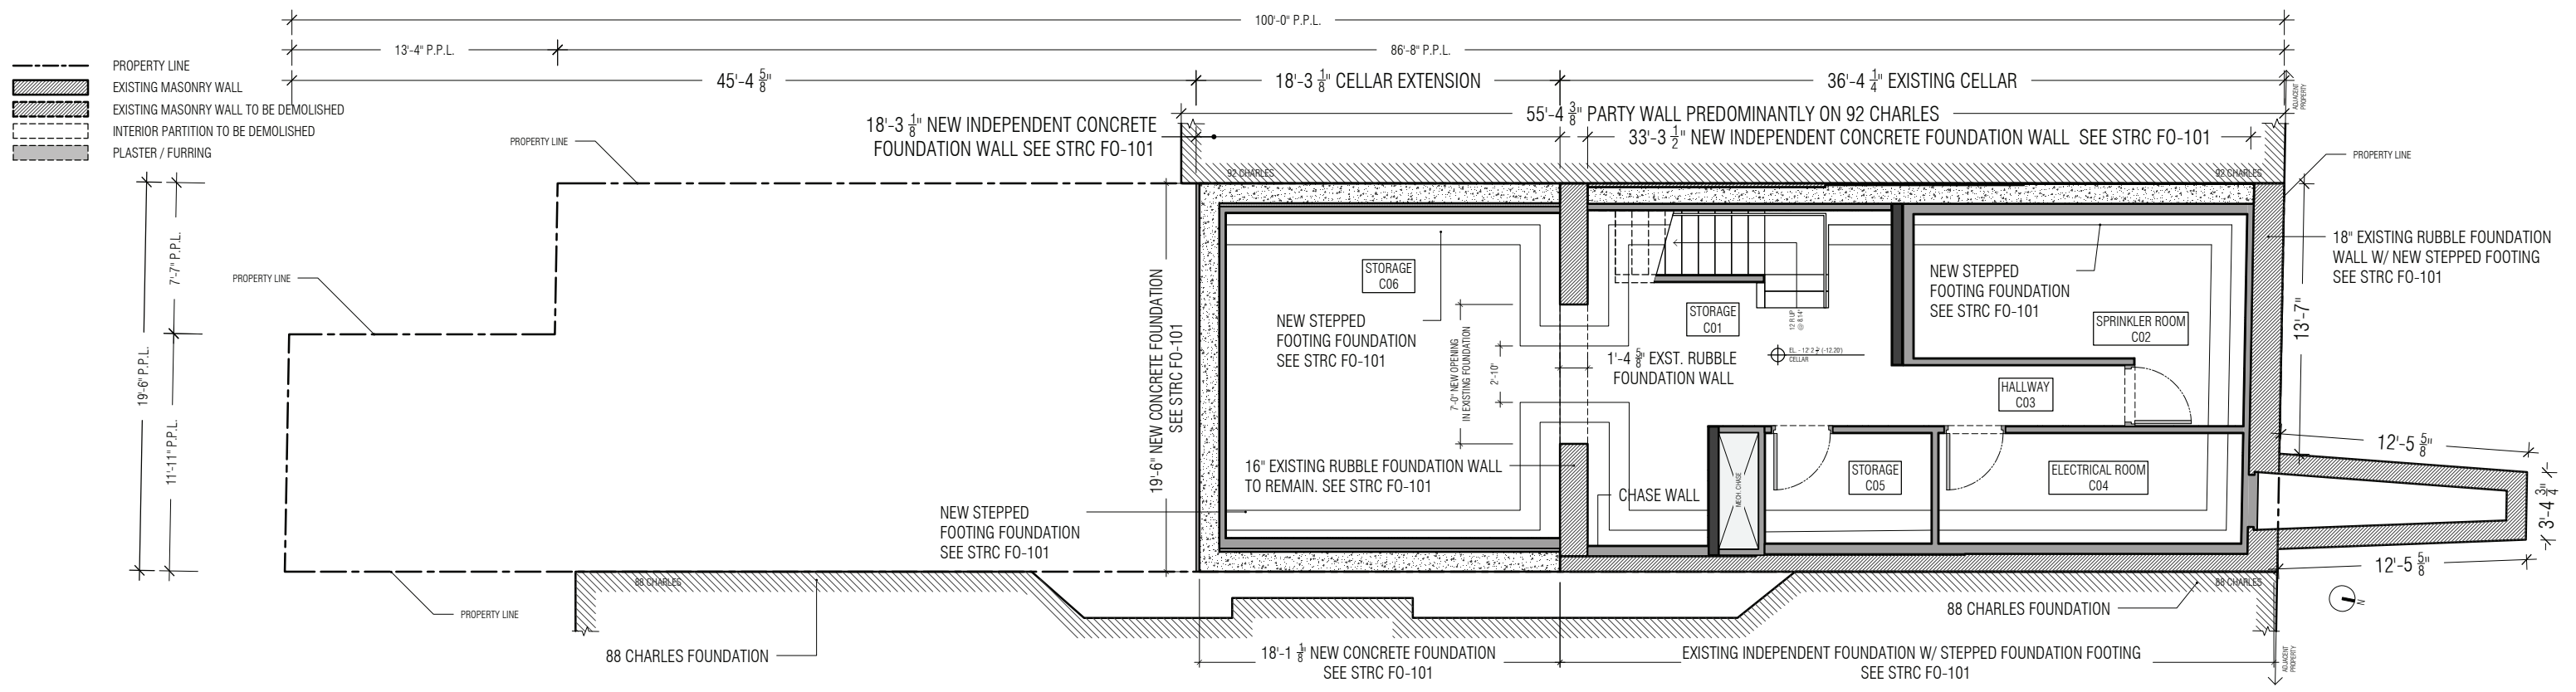 100'-0" P.P.L.
13'-4" P.P.L.
86'-8" P.P.L.
45'-4 5/8"
18'-3 1/8" CELLAR EXTENSION
36'-4 1/4" EXISTING CELLAR
55'-4 3/8" PARTY WALL PREDOMINANTLY ON 92 CHARLES
18'-3 1/8" NEW INDEPENDENT CONCRETE
FOUNDATION WALL SEE STRC FO-101
33'-3 1/2" NEW INDEPENDENT CONCRETE FOUNDATION WALL SEE STRC FO-101
PROPERTY LINE
EXISTING MASONRY WALL
EXISTING MASONRY WALL TO BE DEMOLISHED
INTERIOR PARTITION TO BE DEMOLISHED
PLASTER / FURRING
ADJACENT
PROPERTY
PROPERTY LINE
PROPERTY LINE
92 CHARLES
92 CHARLES
PROPERTY LINE
19'-6" P.P.L.
7'-7" P.P.L.
11'-11" P.P.L.
19'-6" NEW CONCRETE FOUNDATION
SEE STRC FO-101
STORAGE
C06
NEW STEPPED
FOOTING FOUNDATION
SEE STRC FO-101
7'-0" NEW OPENING
IN EXISTING FOUNDATION
2'-10"
STORAGE
C01
12 R UP
1'-4 5/8" EXST. RUBBLE
FOUNDATION WALL
CELLAR
NEW STEPPED
FOOTING FOUNDATION
SEE STRC FO-101
SPRINKLER ROOM
C02
HALLWAY
C03
18" EXISTING RUBBLE FOUNDATION
WALL W/ NEW STEPPED FOOTING
SEE STRC FO-101
13'-7"
16" EXISTING RUBBLE FOUNDATION WALL
TO REMAIN. SEE STRC FO-101
CHASE WALL
MECH. CHASE
STORAGE
C05
ELECTRICAL ROOM
C04
12'-5 5/8"
3'-4 3/4"
12'-5 5/8"
NEW STEPPED
FOOTING FOUNDATION
SEE STRC FO-101
PROPERTY LINE
88 CHARLES
88 CHARLES
88 CHARLES FOUNDATION
88 CHARLES FOUNDATION
N
18'-1 1/8" NEW CONCRETE FOUNDATION
SEE STRC FO-101
EXISTING INDEPENDENT FOUNDATION W/ STEPPED FOUNDATION FOOTING
SEE STRC FO-101
ADJACENT
PROPERTY